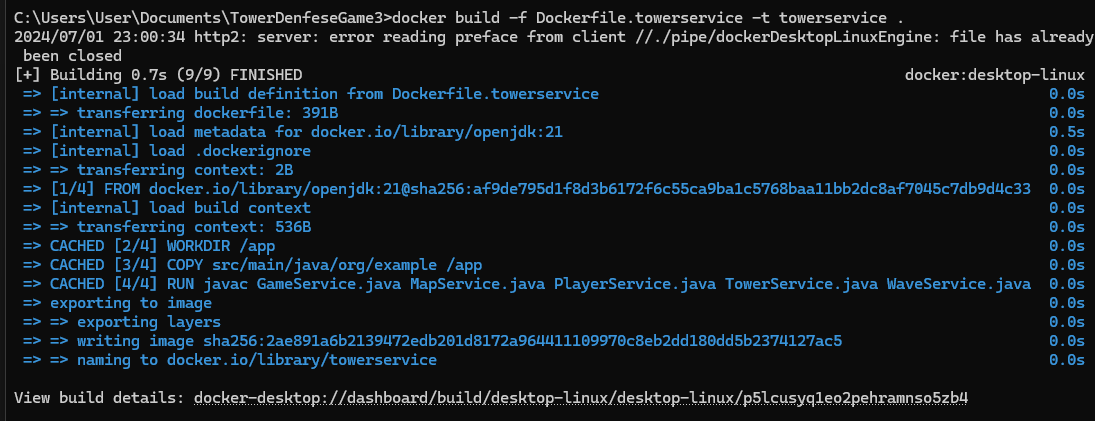 C:\Users\User\Documents\TowerDenfeseGame3>docker build -f Dockerfile.towerservice -t towerservice .
2024/07/01 23:00:34 http2: server: error reading preface from client //./pipe/dockerDesktopLinuxEngine: file has already
 been closed
[+] Building 0.7s (9/9) FINISHED docker:desktop-linux
 => [internal] load build definition from Dockerfile.towerservice 0.0s
 => => transferring dockerfile: 391B 0.0s
 => [internal] load metadata for docker.io/library/openjdk:21 0.5s
 => [internal] load .dockerignore 0.0s
 => => transferring context: 2B 0.0s
 => [1/4] FROM docker.io/library/openjdk:21@sha256:af9de795d1f8d3b6172f6c55ca9ba1c5768baa11bb2dc8af7045c7db9d4c33 0.0s
 => [internal] load build context 0.0s
 => => transferring context: 536B 0.0s
 => CACHED [2/4] WORKDIR /app 0.0s
 => CACHED [3/4] COPY src/main/java/org/example /app 0.0s
 => CACHED [4/4] RUN javac GameService.java MapService.java PlayerService.java TowerService.java WaveService.java 0.0s
 => exporting to image 0.0s
 => => exporting layers 0.0s
 => => writing image sha256:2ae891a6b2139472edb201d8172a964411109970c8eb2dd180dd5b2374127ac5 0.0s
 => => naming to docker.io/library/towerservice 0.0s
View build details: docker-desktop://dashboard/build/desktop-linux/desktop-linux/p5lcusyq1eo2pehramnso5zb4